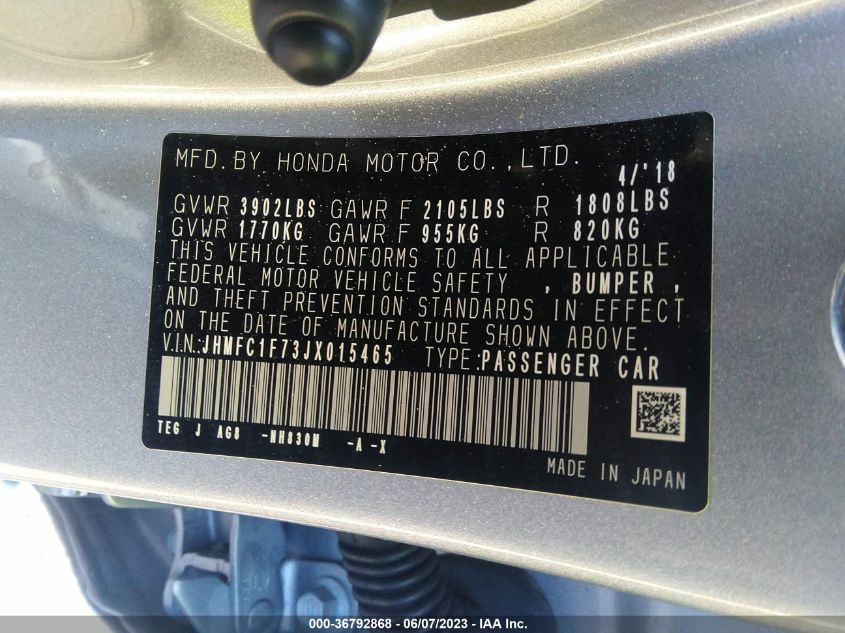 MFD. BY HONDA MOTOR CO., LTD. 4/'18
GVWR 3902LBS GAWR F 2105LBS R 1808LBS
GVWR 1770KG GAWR F 955KG R 820KG
THIS VEHICLE CONFORMS TO ALL APPLICABLE
FEDERAL MOTOR VEHICLE SAFETY , BUMPER ,
AND THEFT PREVENTION STANDARDS IN EFFECT
ON THE DATE OF MANUFACTURE SHOWN ABOVE.
V.I.N.:JHMFC1F73JX015465 TYPE:PASSENGER CAR
TEG J AG8 -NH830M -A -X
MADE IN JAPAN
000-36792868 - 06/07/2023 - IAA Inc.